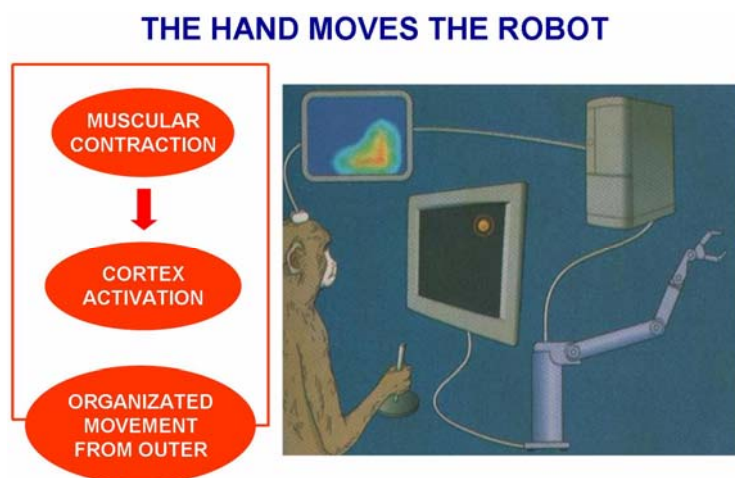 THE HAND MOVES THE ROBOT
MUSCULAR
CONTRACTION
CORTEX
ACTIVATION
ORGANIZATED
MOVEMENT
FROM OUTER